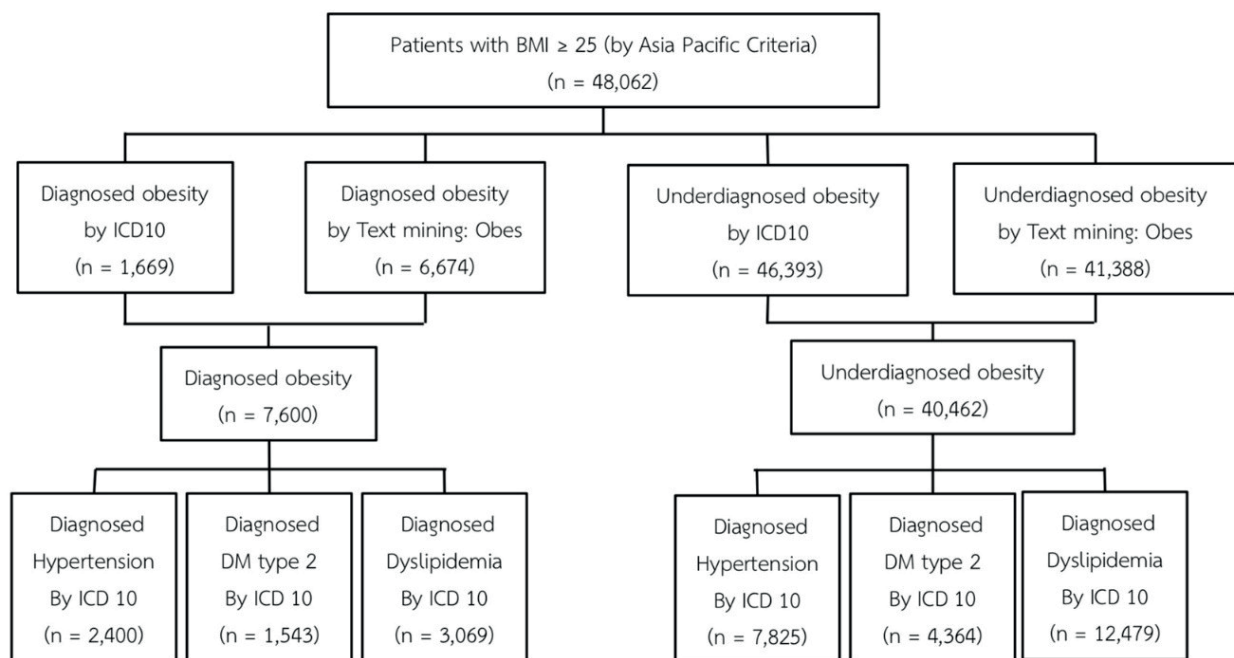 Patients with BMI ≥ 25 (by Asia Pacific Criteria)
(n = 48,062)
Diagnosed obesity
by ICD10
(n = 1,669)
Diagnosed obesity
by Text mining: Obes
(n = 6,674)
Underdiagnosed obesity
by ICD10
(n = 46,393)
Underdiagnosed obesity
by Text mining: Obes
(n = 41,388)
Diagnosed obesity
(n = 7,600)
Underdiagnosed obesity
(n = 40,462)
Diagnosed
Hypertension
By ICD 10
(n = 2,400)
Diagnosed
DM type 2
By ICD 10
(n = 1,543)
Diagnosed
Dyslipidemia
By ICD 10
(n = 3,069)
Diagnosed
Hypertension
By ICD 10
(n = 7,825)
Diagnosed
DM type 2
By ICD 10
(n = 4,364)
Diagnosed
Dyslipidemia
By ICD 10
(n = 12,479)